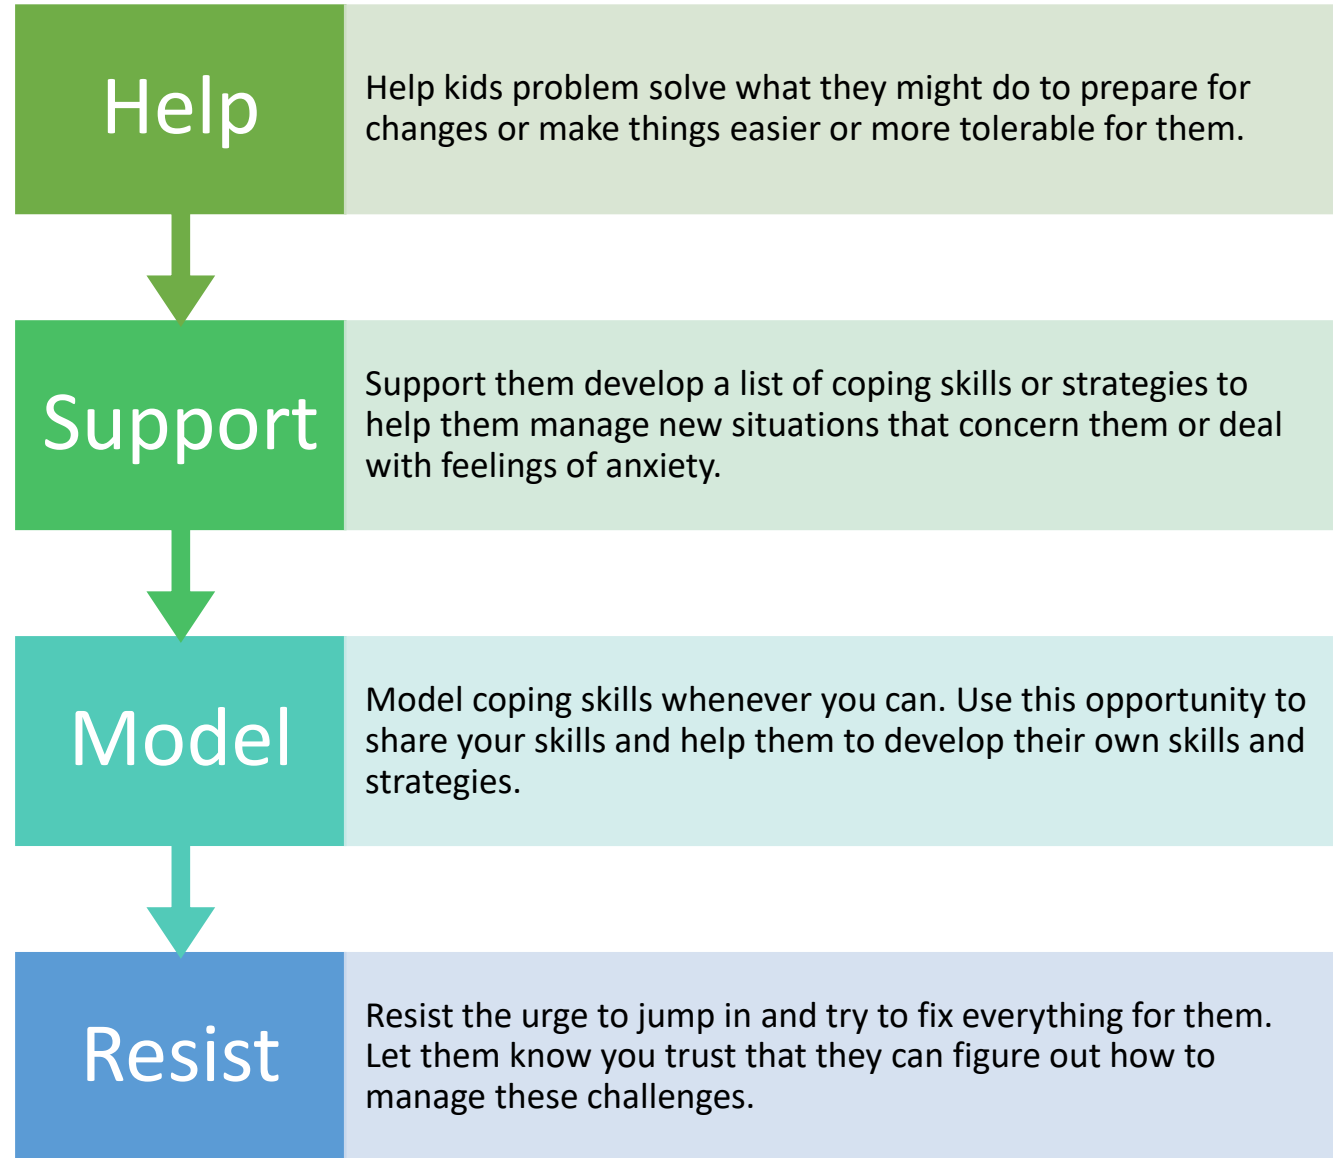 Help
Help kids problem solve what they might do to prepare for
changes or make things easier or more tolerable for them.
Support
Support them develop a list of coping skills or strategies to
help them manage new situations that concern them or deal
with feelings of anxiety.
Model
Model coping skills whenever you can. Use this opportunity to
share your skills and help them to develop their own skills and
strategies.
Resist
Resist the urge to jump in and try to fix everything for them.
Let them know you trust that they can figure out how to
manage these challenges.